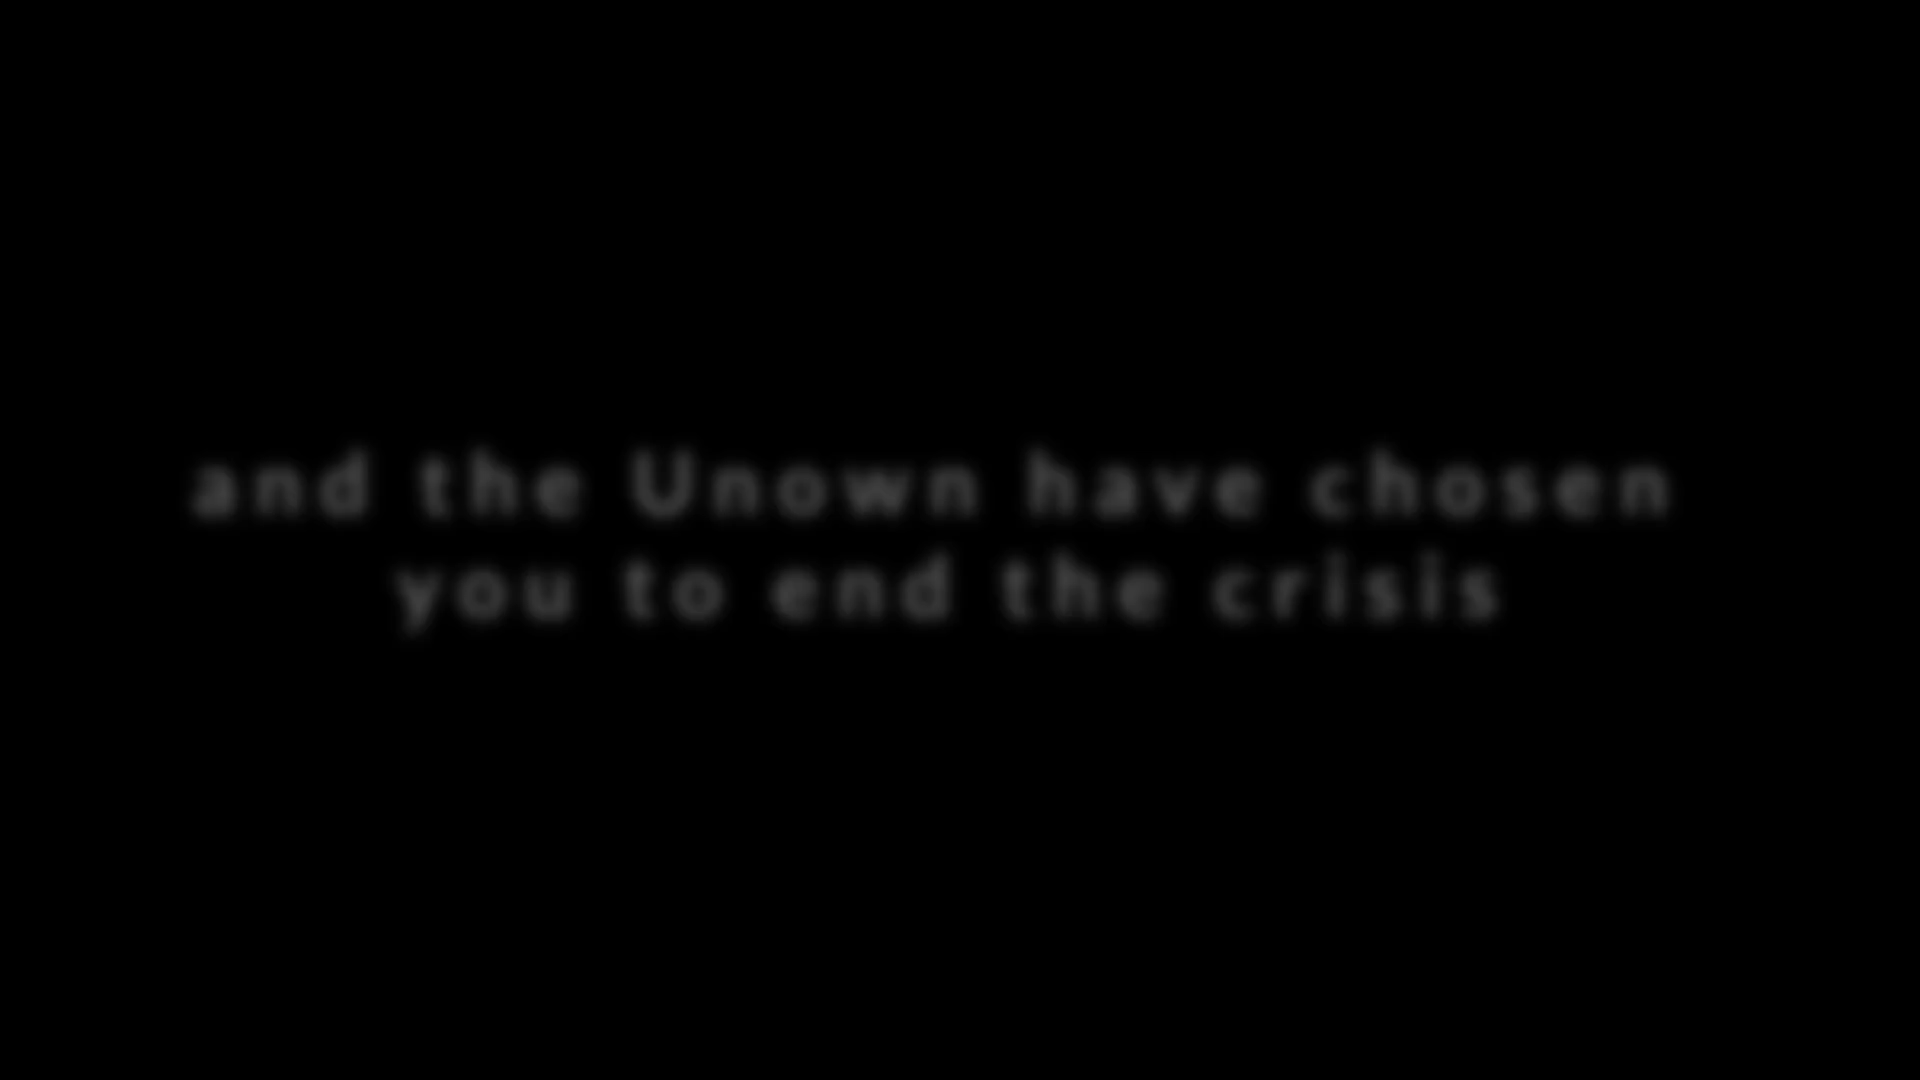 and the Unown have chosen
you to end the crisis